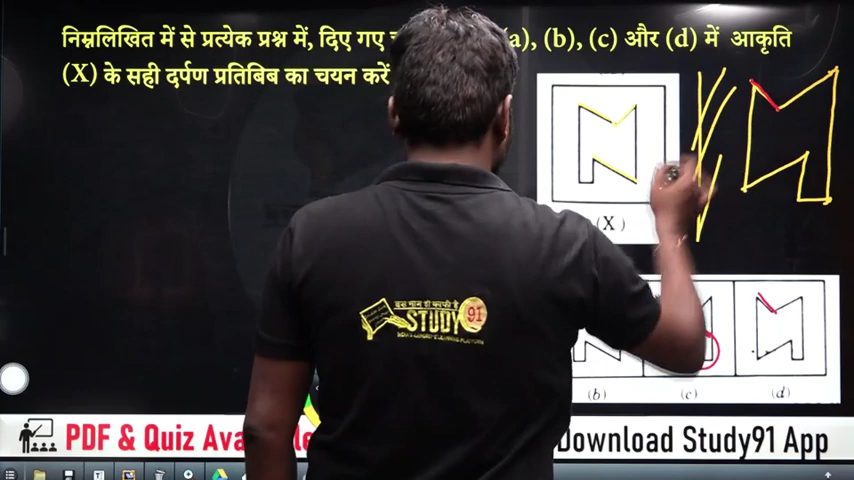 निम्नलिखित में से प्रत्येक प्रश्न में, दिए गए (a), (b), (c) और (d) में आकृति
(X) के सही दर्पण प्रतिबिंब का चयन करें
(X)
STUDY 91
(b) (c) (d)
PDF & Quiz Ava
Download Study91 App